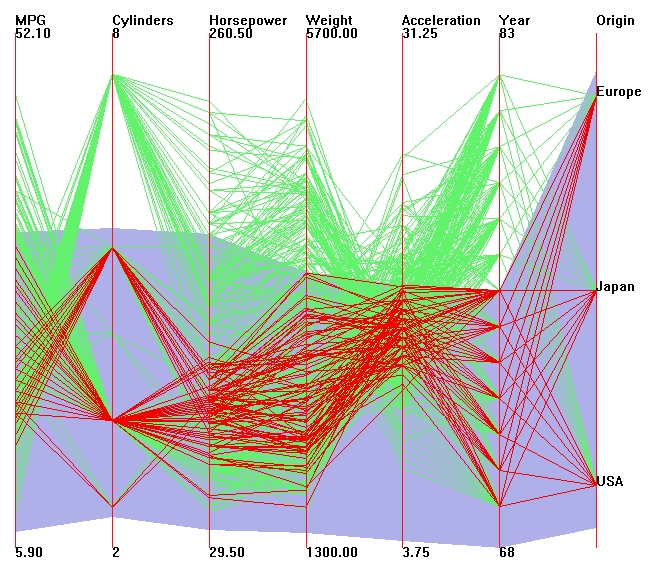 MPG Cylinders Horsepower Weight Acceleration Year Origin
52.10 8 260.50 5700.00 31.25 83
Europe
Japan
USA
5.90 2 29.50 1300.00 3.75 68